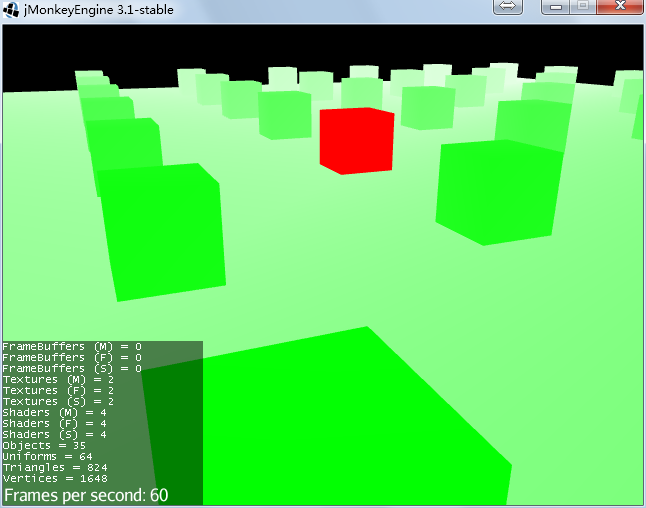 jMonkeyEngine 3.1-stable
FrameBuffers (M) = 0
FrameBuffers (F) = 0
FrameBuffers (S) = 0
Textures (M) = 2
Textures (F) = 2
Textures (S) = 2
Shaders (M) = 4
Shaders (F) = 4
Shaders (S) = 4
Objects = 35
Uniforms = 64
Triangles = 824
Vertices = 1648
Frames per second: 60